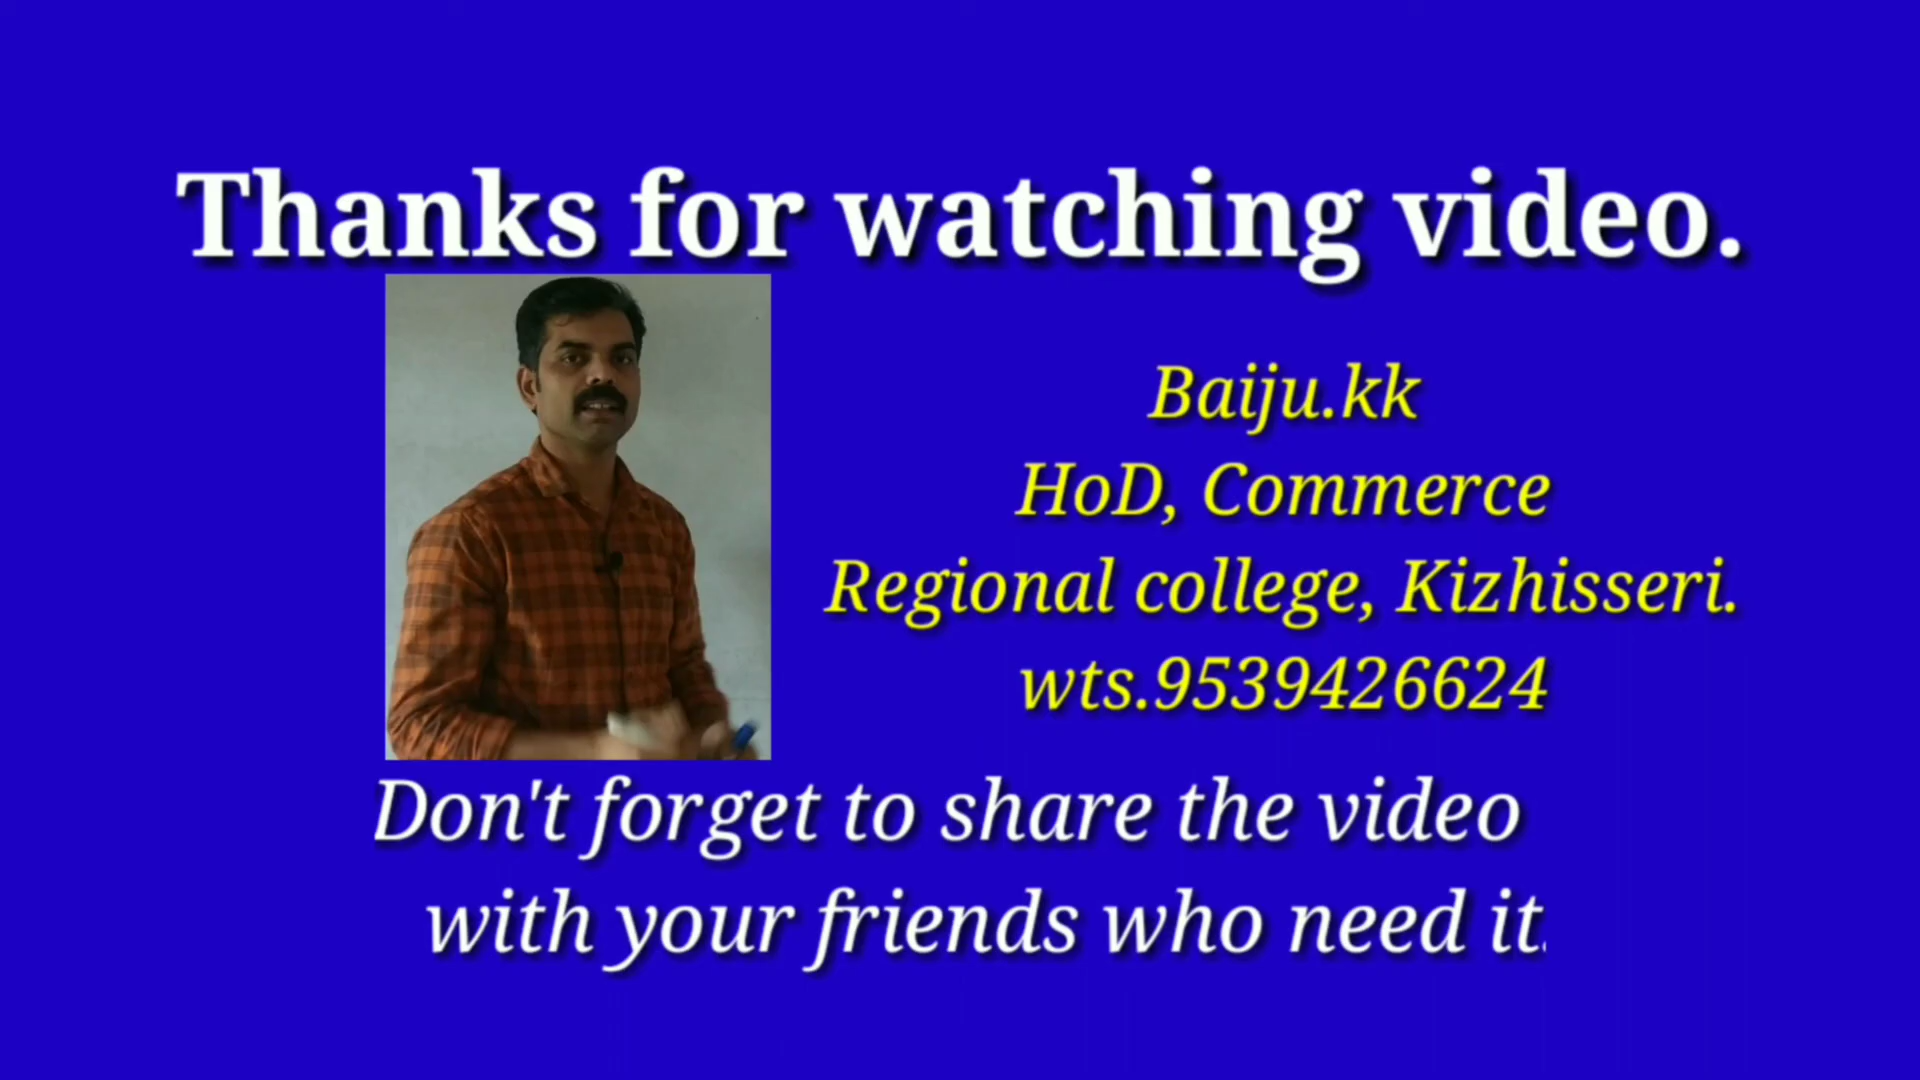 Thanks for watching video.
Baiju.kk
HoD, Commerce
Regional college, Kizhisseri.
wts.9539426624
Don't forget to share the video
with your friends who need it.